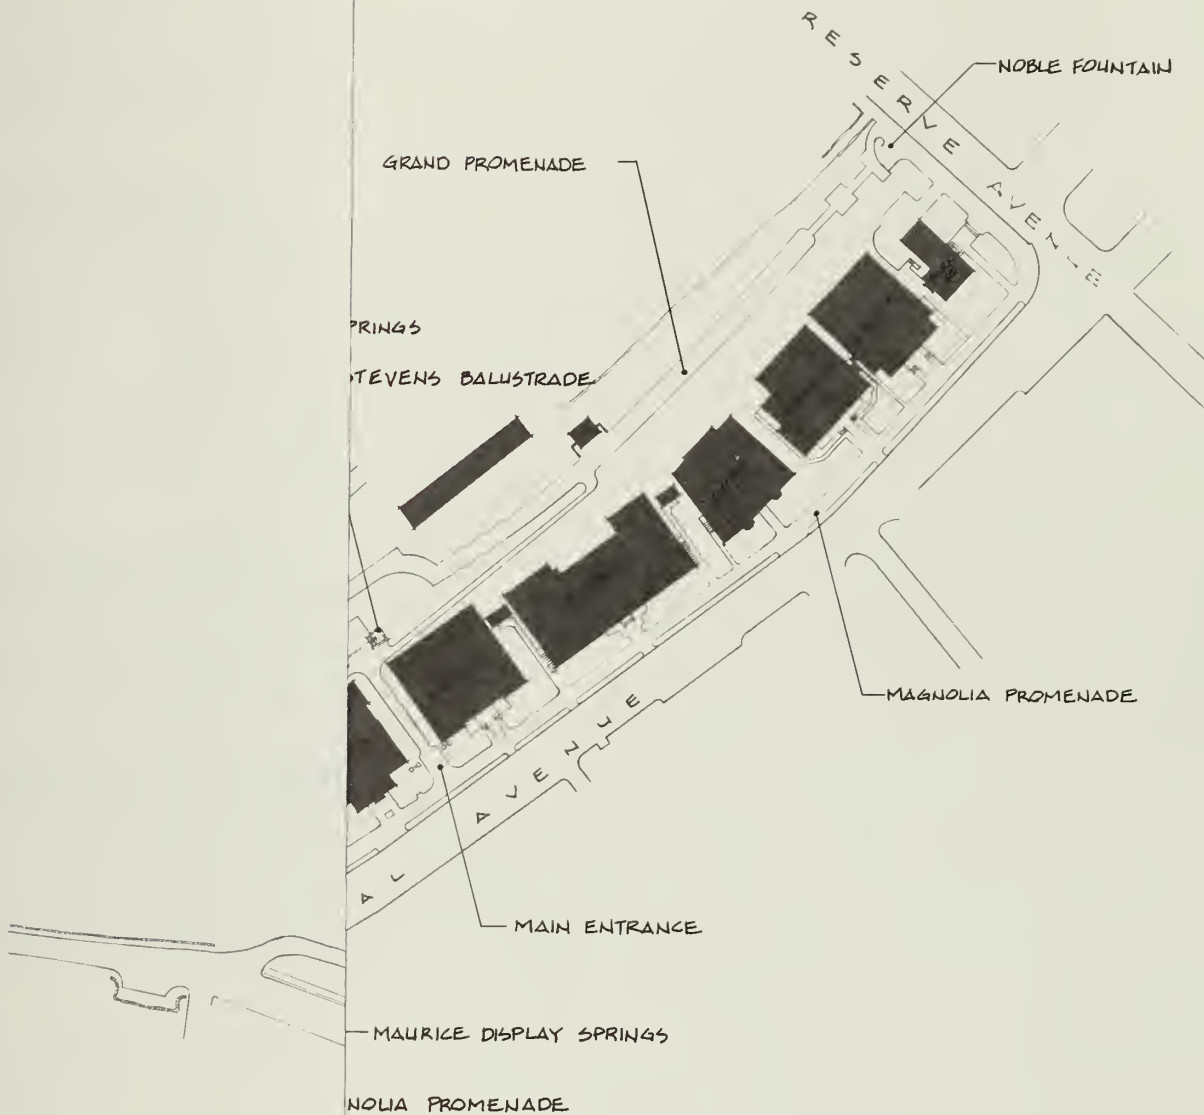 RESERVE AVENUE
NOBLE FOUNTAIN
GRAND PROMENADE
PRINGS
TEVENS BALUSTRADE
MAGNOLIA PROMENADE
AL AVENUE
MAIN ENTRANCE
MAURICE DISPLAY SPRINGS
NOLIA PROMENADE